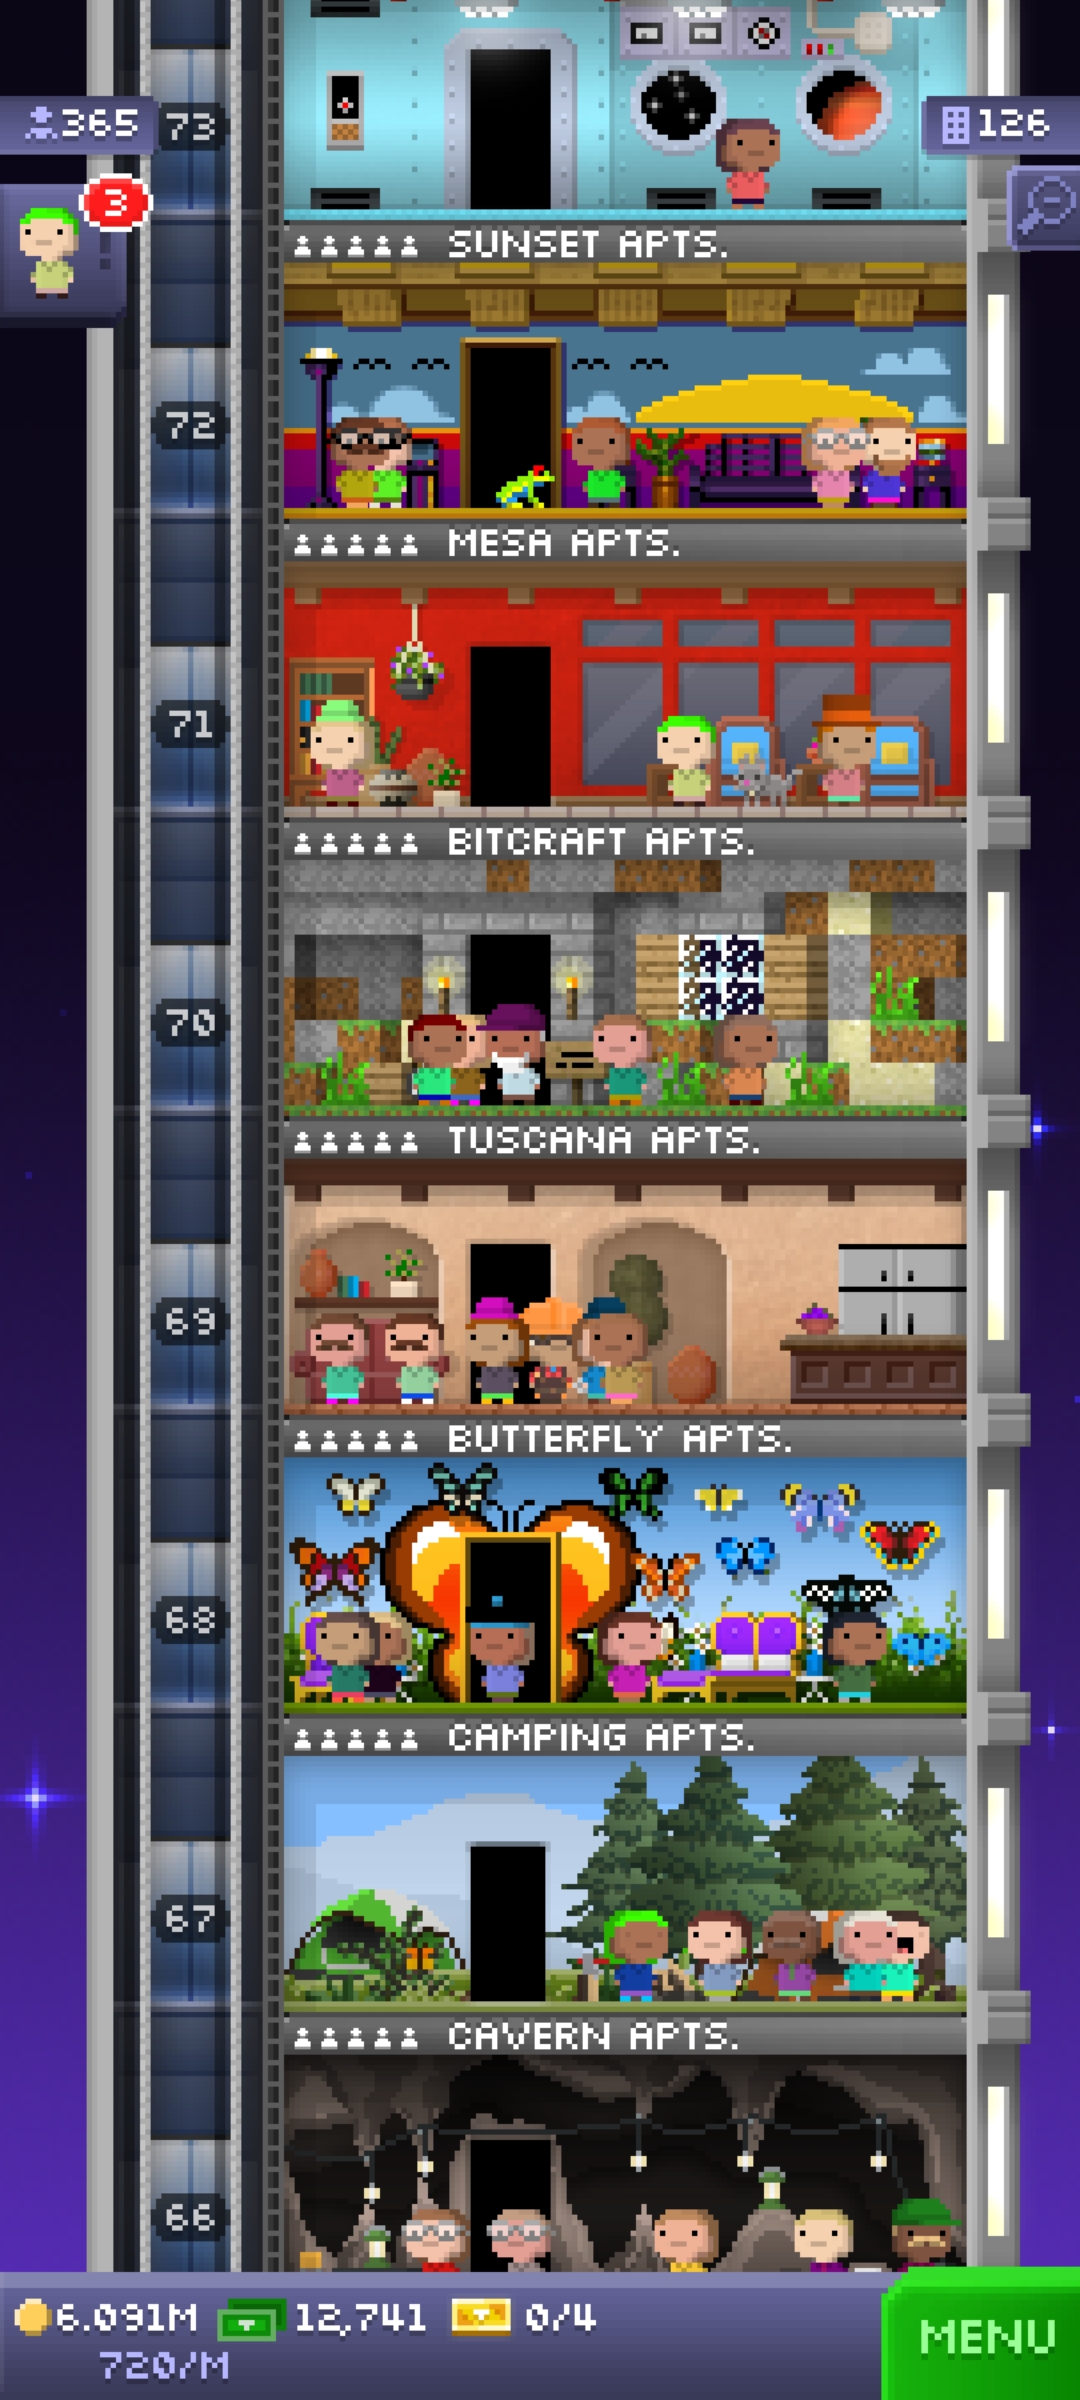 365
73
126
3
SUNSET APTS.
72
MESA APTS.
71
BITCRAFT APTS.
70
TUSCANA APTS.
69
BUTTERFLY APTS.
68
CAMPING APTS.
67
CAVERN APTS.
66
6.091M 12,741 0/4
720/M
MENU